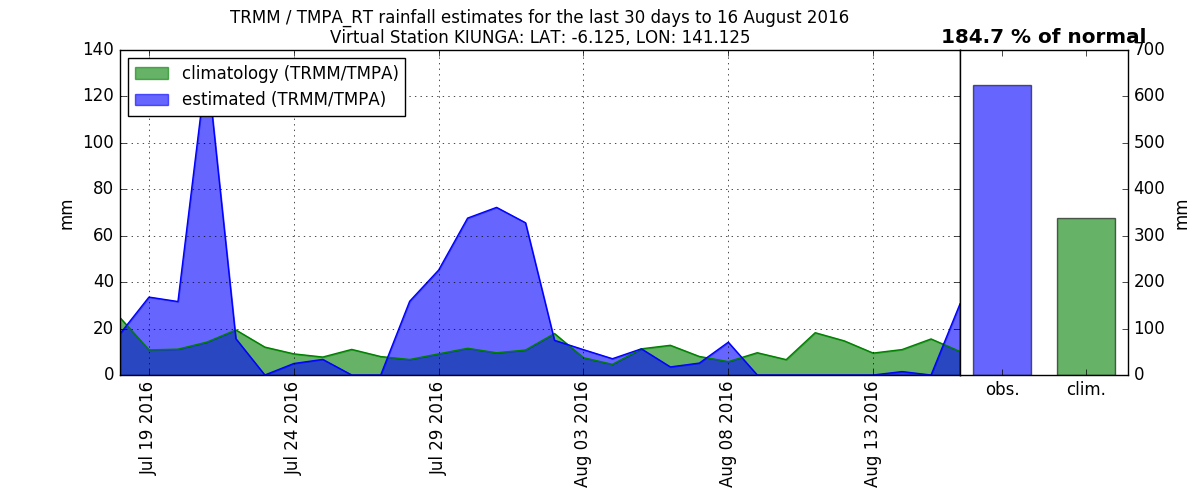 TRMM / TMPA_RT rainfall estimates for the last 30 days to 16 August 2016
Virtual Station KIUNGA: LAT: -6.125, LON: 141.125
184.7 % of normal
climatology (TRMM/TMPA)
estimated (TRMM/TMPA)
140
120
100
80
60
40
20
0
mm
Jul 19 2016
Jul 24 2016
Jul 29 2016
Aug 03 2016
Aug 08 2016
Aug 13 2016
obs.
clim.
700
600
500
400
300
200
100
0
mm